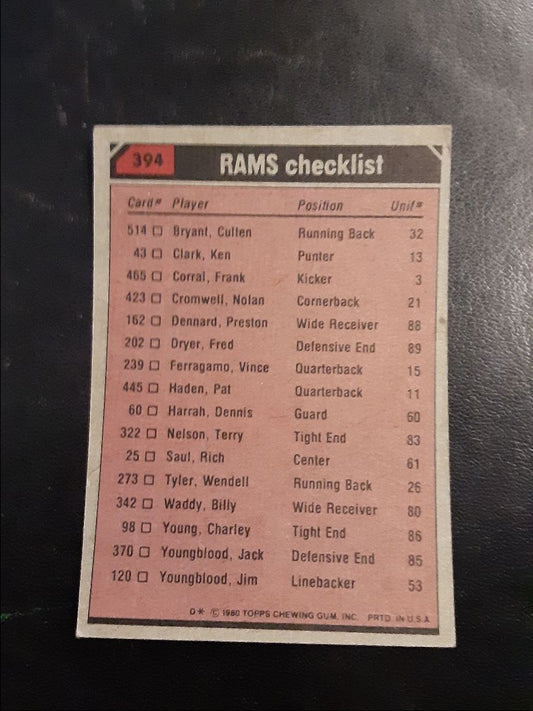 394 RAMS checklist
Card# Player Position Unif#
514 □ Bryant, Cullen Running Back 32
43 □ Clark, Ken Punter 13
465 □ Corral, Frank Kicker 3
423 □ Cromwell, Nolan Cornerback 21
162 □ Dennard, Preston Wide Receiver 88
202 □ Dryer, Fred Defensive End 89
239 □ Ferragamo, Vince Quarterback 15
445 □ Haden, Pat Quarterback 11
60 □ Harrah, Dennis Guard 60
322 □ Nelson, Terry Tight End 83
25 □ Saul, Rich Center 61
273 □ Tyler, Wendell Running Back 26
342 □ Waddy, Billy Wide Receiver 80
98 □ Young, Charley Tight End 86
370 □ Youngblood, Jack Defensive End 85
120 □ Youngblood, Jim Linebacker 53
D* © 1980 TOPPS CHEWING GUM, INC. PRTD. IN U.S.A.